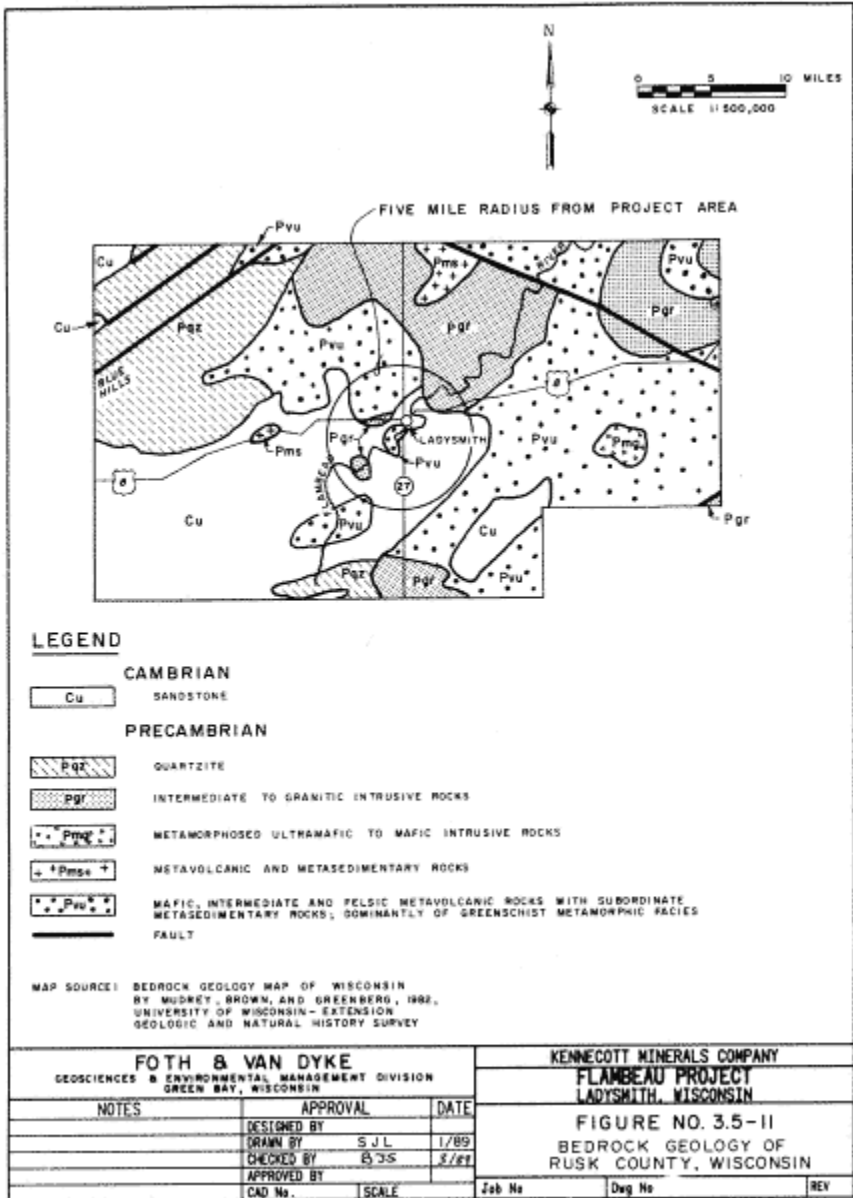 N
0 5 10 MILES
SCALE 1:500,000
FIVE MILE RADIUS FROM PROJECT AREA
Pvu
Cu
Pms
RIVER
Pvu
Cu
Pqz
Pgr
Pgr
Pvu
BLUE HILLS
8
Pgr
LADYSMITH
Pvu
Pmg
Pms
Pvu
FLAMBEAU
27
8
Cu
Pvu
Cu
Pgr
Pqz
Pgr
Pvu
LEGEND
CAMBRIAN
Cu SANDSTONE
PRECAMBRIAN
Pqz QUARTZITE
Pgr INTERMEDIATE TO GRANITIC INTRUSIVE ROCKS
Pmg METAMORPHOSED ULTRAMAFIC TO MAFIC INTRUSIVE ROCKS
Pms METAVOLCANIC AND METASEDIMENTARY ROCKS
Pvu MAFIC, INTERMEDIATE AND FELSIC METAVOLCANIC ROCKS WITH SUBORDINATE
METASEDIMENTARY ROCKS; DOMINANTLY OF GREENSCHIST METAMORPHIC FACIES
FAULT
MAP SOURCE: BEDROCK GEOLOGY MAP OF WISCONSIN
BY MUDREY, BROWN, AND GREENBERG, 1982,
UNIVERSITY OF WISCONSIN - EXTENSION
GEOLOGIC AND NATURAL HISTORY SURVEY
FOTH & VAN DYKE
GEOSCIENCES & ENVIRONMENTAL MANAGEMENT DIVISION
GREEN BAY, WISCONSIN
NOTES APPROVAL DATE
DESIGNED BY
DRAWN BY SJL 1/89
CHECKED BY BJS 3/89
APPROVED BY
CAD No. SCALE
KENNECOTT MINERALS COMPANY
FLAMBEAU PROJECT
LADYSMITH, WISCONSIN
FIGURE NO. 3.5-11
BEDROCK GEOLOGY OF
RUSK COUNTY, WISCONSIN
Job No Dwg No REV